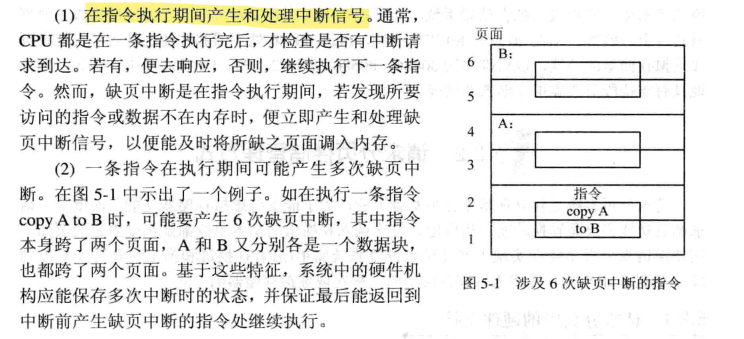 (1) 在指令执行期间产生和处理中断信号。通常,
CPU 都是在一条指令执行完后，才检查是否有中断请
求到达。若有，便去响应，否则，继续执行下一条指
令。然而，缺页中断是在指令执行期间，若发现所要
访问的指令或数据不在内存时，便立即产生和处理缺
页中断信号，以便能及时将所缺之页面调入内存。
(2) 一条指令在执行期间可能产生多次缺页中
断。在图 5-1 中示出了一个例子。如在执行一条指令
copy A to B 时，可能要产生 6 次缺页中断，其中指令
本身跨了两个页面，A 和 B 又分别各是一个数据块，
也都跨了两个页面。基于这些特征，系统中的硬件机
构应能保存多次中断时的状态，并保证最后能返回到
中断前产生缺页中断的指令处继续执行。
页面
6 B:
5
4 A:
3
2 指令
copy A
1 to B
图 5-1 涉及 6 次缺页中断的指令